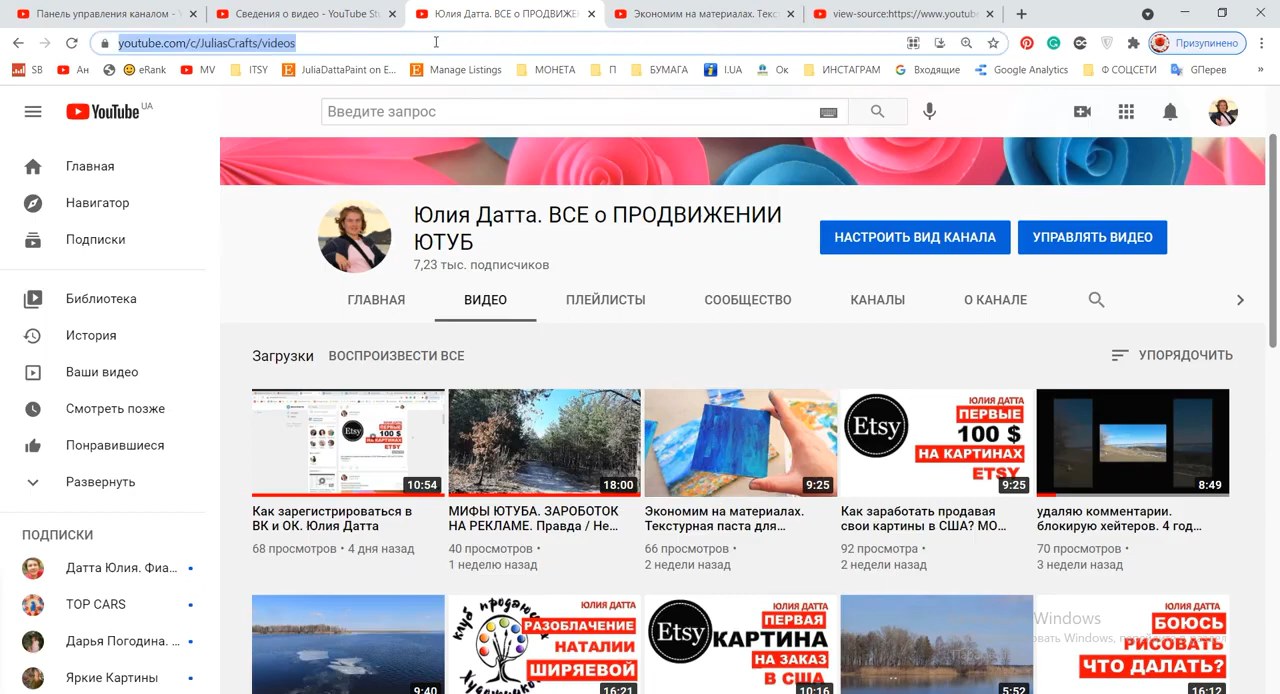 Панель управления каналом - Y
Сведения о видео - YouTube Stu
Юлия Датта. ВСЕ о ПРОДВИЖЕН
Экономим на материалах. Текс
view-source:https://www.youtube
youtube.com/c/JuliasCrafts/videos
Приостановлено
SB
Ан
eRank
MV
ITSY
JuliaDattaPaint on E...
Manage Listings
МОНЕТА
П
БУМАГА
I.UA
Ок
ИНСТАГРАМ
Входящие
Google Analytics
Ф СОЦСЕТИ
GПерев
»
YouTube UA
Введите запрос
Главная
Навигатор
Подписки
Библиотека
История
Ваши видео
Смотреть позже
Понравившиеся
Развернуть
ПОДПИСКИ
Датта Юлия. Фиа...
TOP CARS
Дарья Погодина. ...
Яркие Картины
Юлия Датта. ВСЕ о ПРОДВИЖЕНИИ
ЮТУБ
7,23 тыс. подписчиков
НАСТРОИТЬ ВИД КАНАЛА
УПРАВЛЯТЬ ВИДЕО
ГЛАВНАЯ
ВИДЕО
ПЛЕЙЛИСТЫ
СООБЩЕСТВО
КАНАЛЫ
О КАНАЛЕ
Загрузки
ВОСПРОИЗВЕСТИ ВСЕ
УПОРЯДОЧИТЬ
Etsy
10:54
Как зарегистрироваться в
ВК и ОК. Юлия Датта
68 просмотров • 4 дня назад
18:00
МИФЫ ЮТУБА. ЗАРОБОТОК
НА РЕКЛАМЕ. Правда / Не...
40 просмотров •
1 неделю назад
9:25
Экономим на материалах.
Текстурная паста для...
66 просмотров •
2 недели назад
Etsy
ЮЛИЯ ДАТТА
ПЕРВЫЕ
100 $
НА КАРТИНАХ
ETSY
9:25
Как заработать продавая
свои картины в США? МО...
92 просмотра •
2 недели назад
8:49
удаляю комментарии.
блокирую хейтеров. 4 год...
70 просмотров •
3 недели назад
9:40
клуб продающих
Художников
ЮЛИЯ ДАТТА
РАЗОБЛАЧЕНИЕ
НАТАЛИИ
ШИРЯЕВОЙ
16:21
Etsy
ЮЛИЯ ДАТТА
ПЕРВАЯ
КАРТИНА
НА ЗАКАЗ
В США
10:16
5:52
ЮЛИЯ ДАТТА
БОЮСЬ
РИСОВАТЬ
ЧТО ДЕЛАТЬ?
16:12
Windows